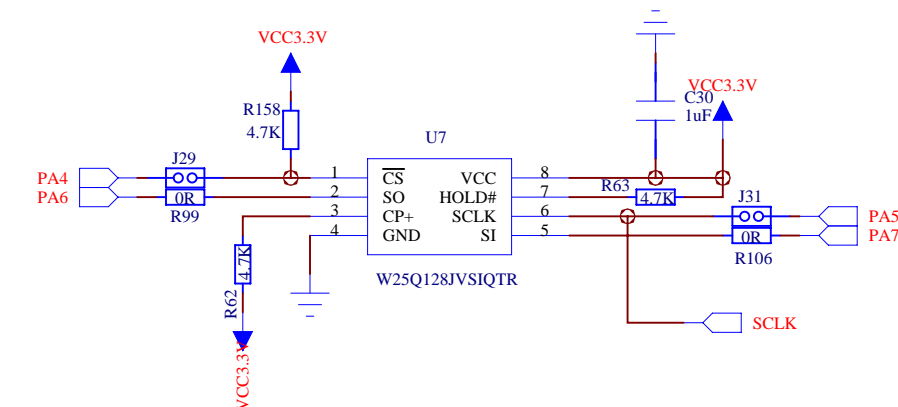 VCC3.3V
VCC3.3V
R158
4.7K
C30
1uF
U7
J29
PA4
PA6
0R
R99
1
2
3
4
CS
SO
CP+
GND
VCC
HOLD#
SCLK
SI
8
7
6
5
R63
4.7K
J31
PA5
PA7
0R
R106
W25Q128JVSIQTR
4.7K
R62
VCC3.3V
SCLK